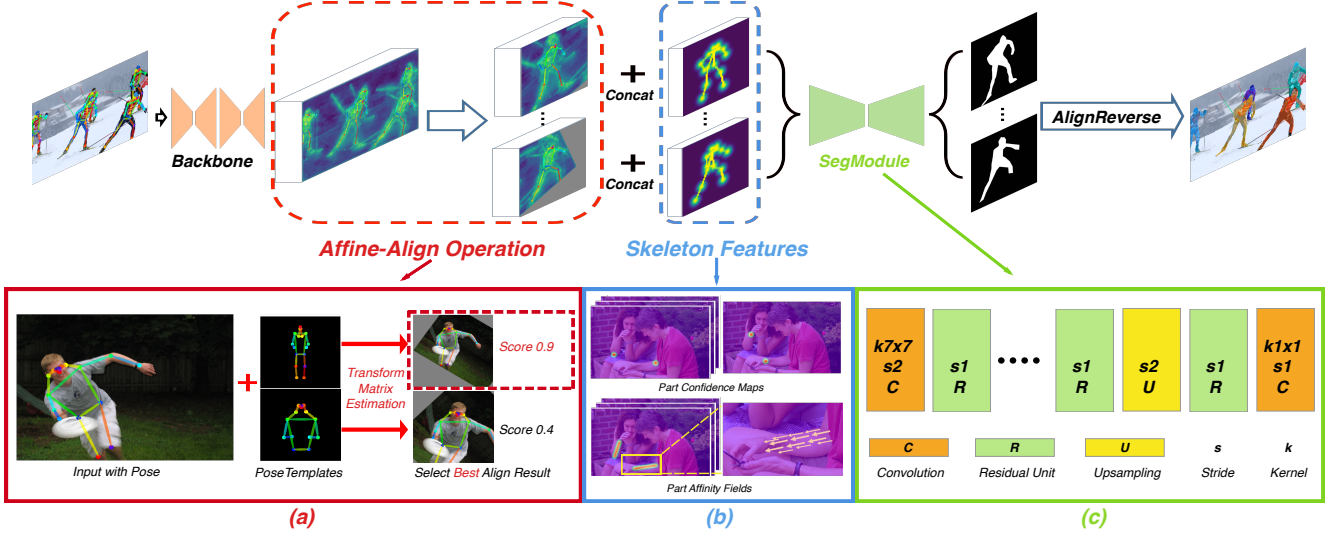 Backbone
Concat
Concat
SegModule
AlignReverse
Affine-Align Operation
Skeleton Features
Input with Pose
Pose Templates
Transform
Matrix
Estimation
Score 0.9
Score 0.4
Select Best Align Result
(a)
Part Confidence Maps
Part Affinity Fields
(b)
k7x7
s2
C
s1
R
s1
R
s2
U
s1
R
k1x1
s1
C
C
R
U
s
k
Convolution
Residual Unit
Upsampling
Stride
Kernel
(c)